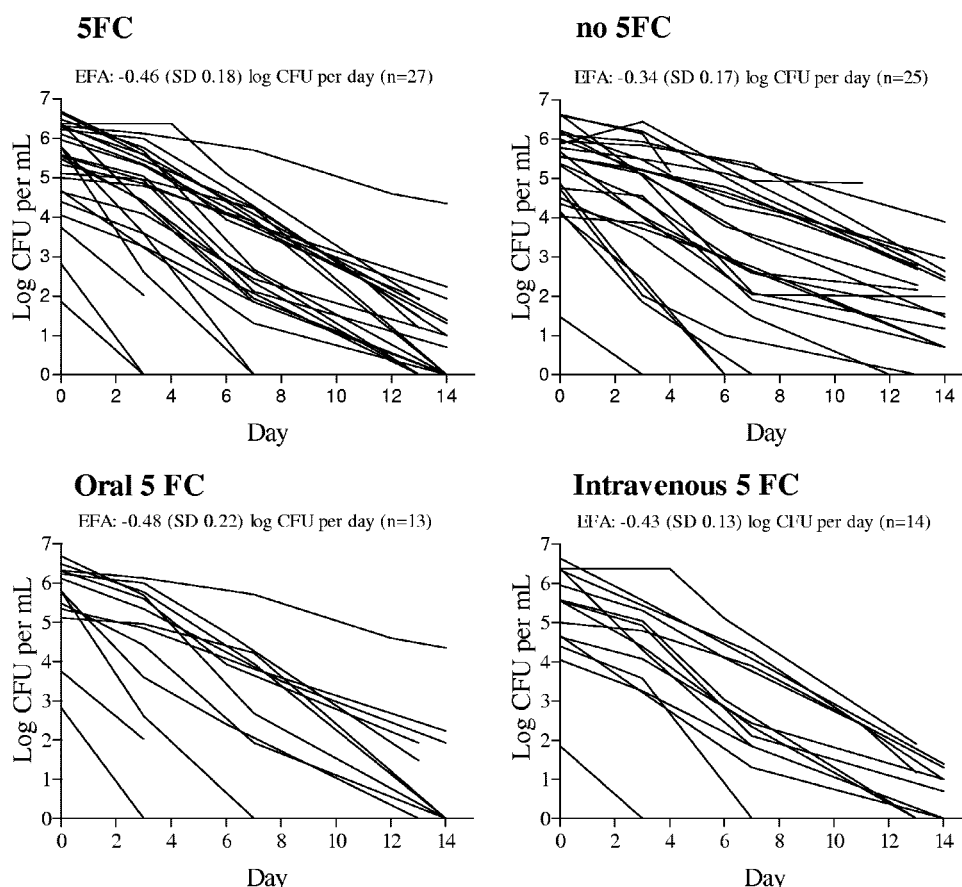 5FC
EFA: -0.46 (SD 0.18) log CFU per day (n=27)
Log CFU per mL
7
6
5
4
3
2
1
0
0 2 4 6 8 10 12 14
Day
no 5FC
EFA: -0.34 (SD 0.17) log CFU per day (n=25)
Log CFU per mL
7
6
5
4
3
2
1
0
0 2 4 6 8 10 12 14
Day
Oral 5 FC
EFA: -0.48 (SD 0.22) log CFU per day (n=13)
Log CFU per mL
7
6
5
4
3
2
1
0
0 2 4 6 8 10 12 14
Day
Intravenous 5 FC
EFA: -0.43 (SD 0.13) log CFU per day (n=14)
Log CFU per mL
7
6
5
4
3
2
1
0
0 2 4 6 8 10 12 14
Day